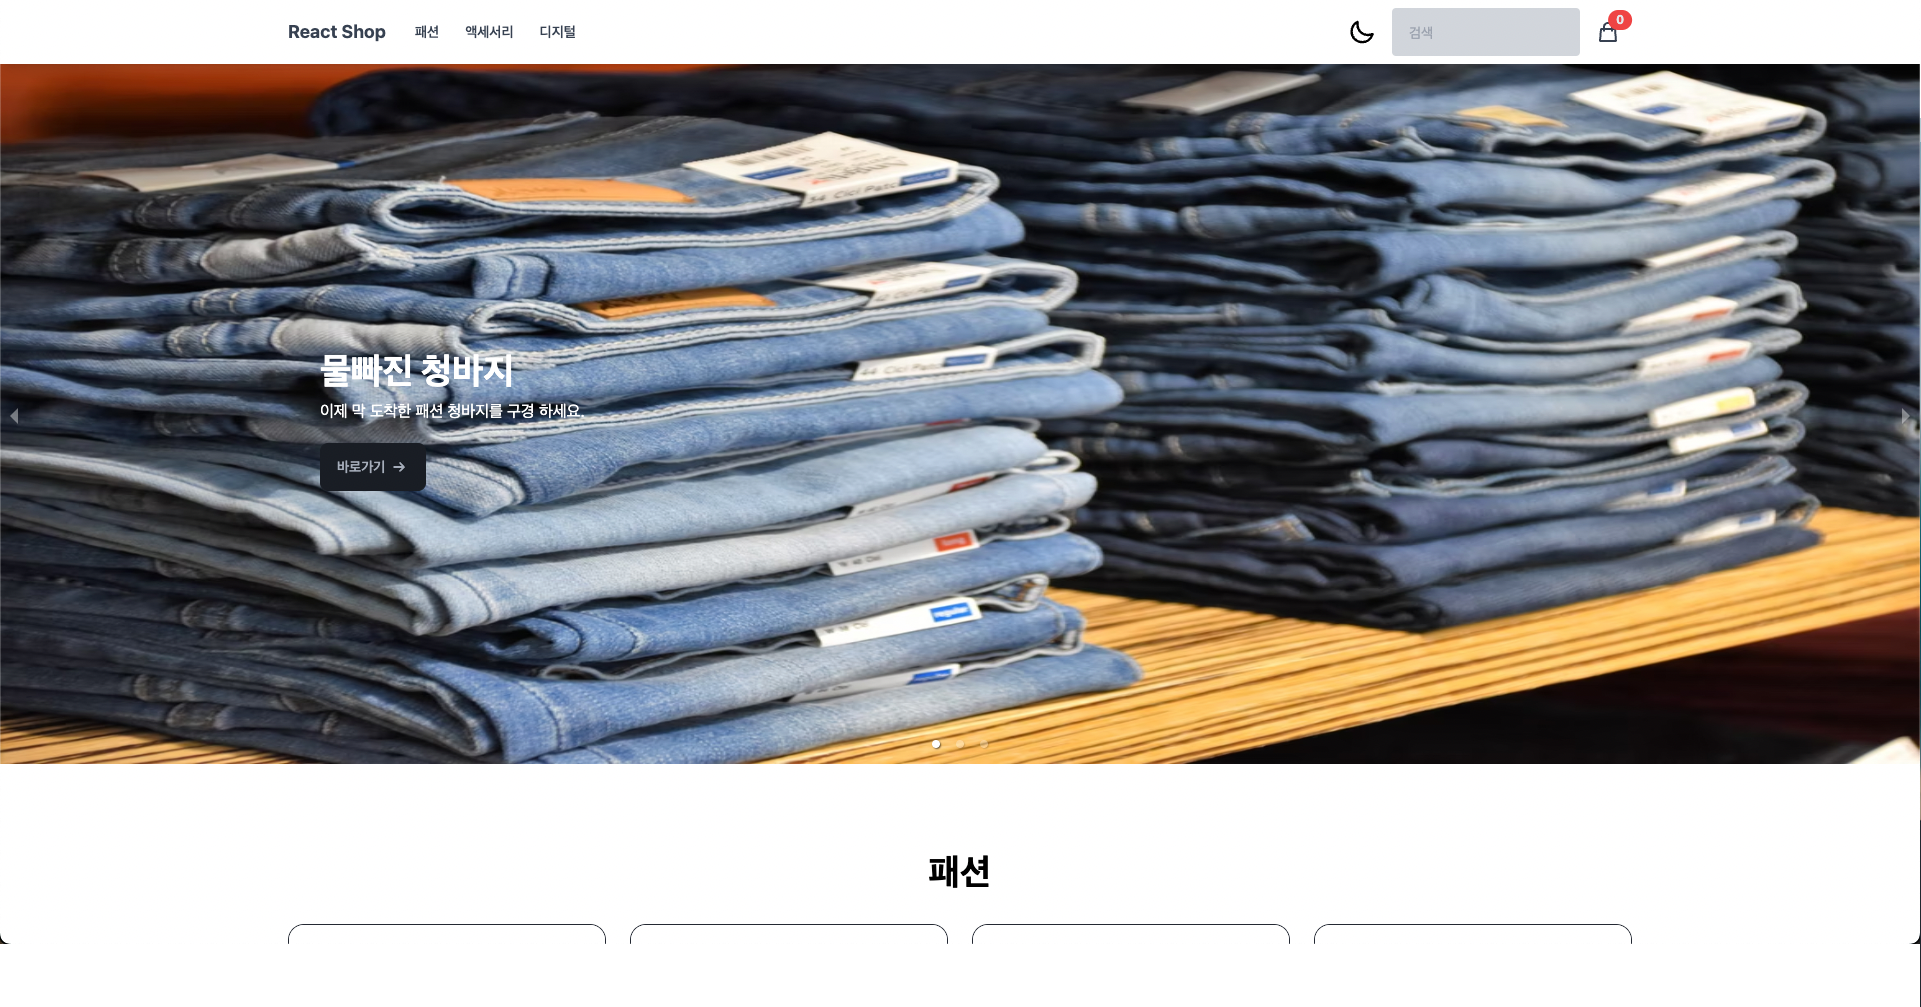 React Shop 패션 액세서리 디지털 검색 0
물빠진 청바지
이제 막 도착한 패션 청바지를 구경 하세요.
바로가기 →
regular
패션